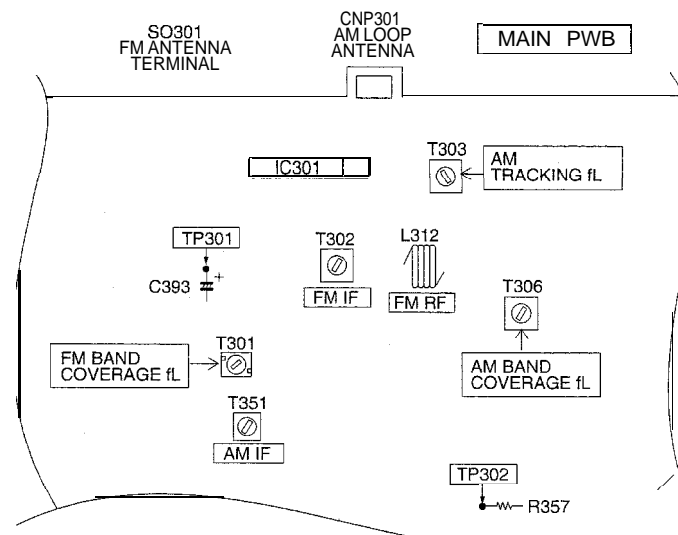 SO301
FM ANTENNA
TERMINAL
CNP301
AM LOOP
ANTENNA
MAIN PWB
IC301
T303
AM
TRACKING fL
TP301
C393
+
T302
FM IF
L312
FM RF
T306
AM BAND
COVERAGE fL
FM BAND
COVERAGE fL
T301
T351
AM IF
TP302
R357